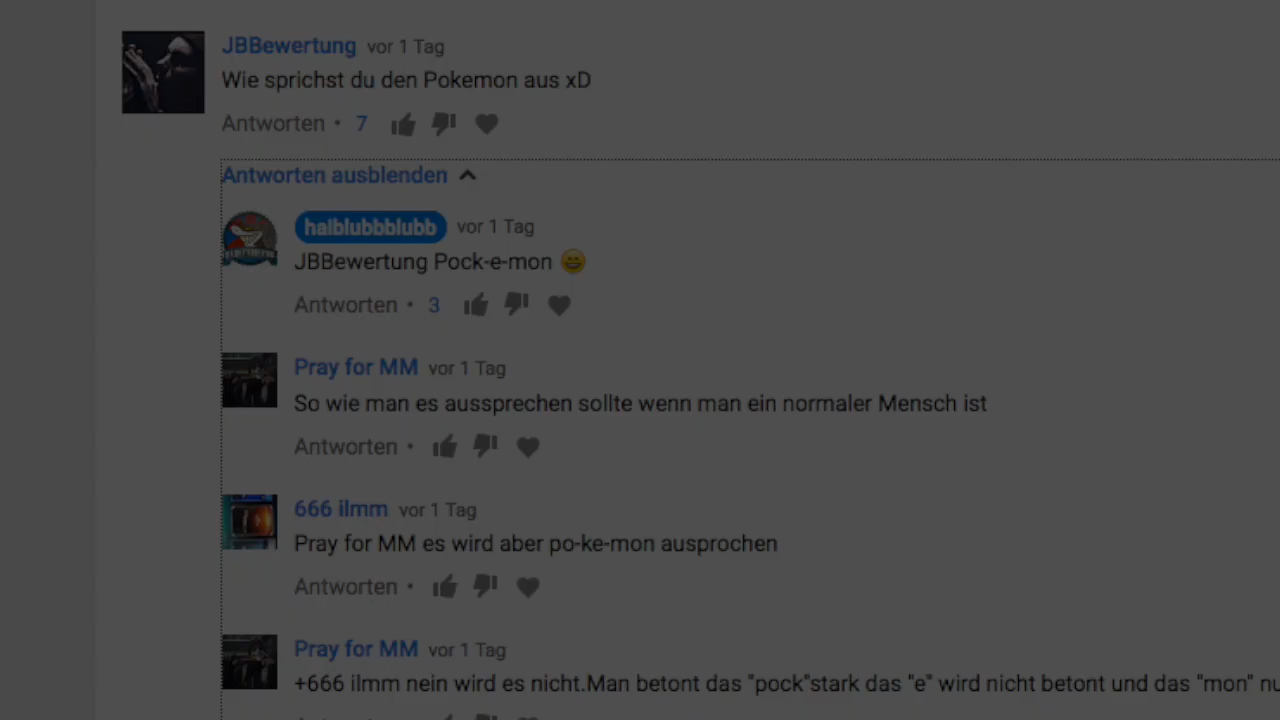 JBBewertung vor 1 Tag
Wie sprichst du den Pokemon aus xD
Antworten • 7
Antworten ausblenden
haiblubbblubb vor 1 Tag
JBBewertung Pock-e-mon 😄
Antworten • 3
Pray for MM vor 1 Tag
So wie man es aussprechen sollte wenn man ein normaler Mensch ist
Antworten •
666 ilmm vor 1 Tag
Pray for MM es wird aber po-ke-mon ausprochen
Antworten •
Pray for MM vor 1 Tag
+666 ilmm nein wird es nicht.Man betont das "pock"stark das "e" wird nicht betont und das "mon" nu